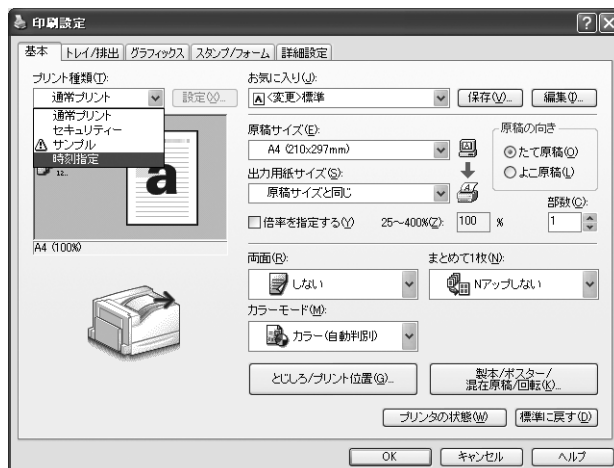 印刷設定
基本 トレイ/排出 グラフィックス スタンプ/フォーム 詳細設定
プリント種類(T):
通常プリント 設定(X)...
通常プリント
セキュリティー
サンプル
時刻指定
12..
a
A4 (100%)
お気に入り(J):
A <変更>標準 保存(V)... 編集(I)...
原稿サイズ(E):
A4 (210x297mm)
出力用紙サイズ(S):
原稿サイズと同じ
倍率を指定する(Y) 25～400%(Z): 100 %
原稿の向き
たて原稿(O)
よこ原稿(L)
部数(C):
1
両面(R):
しない
まとめて1枚(N):
Nアップしない
カラーモード(M):
カラー(自動判別)
とじしろ/プリント位置(G)...
製本/ポスター/
混在原稿/回転(K)...
プリンタの状態(W) 標準に戻す(D)
OK キャンセル ヘルプ